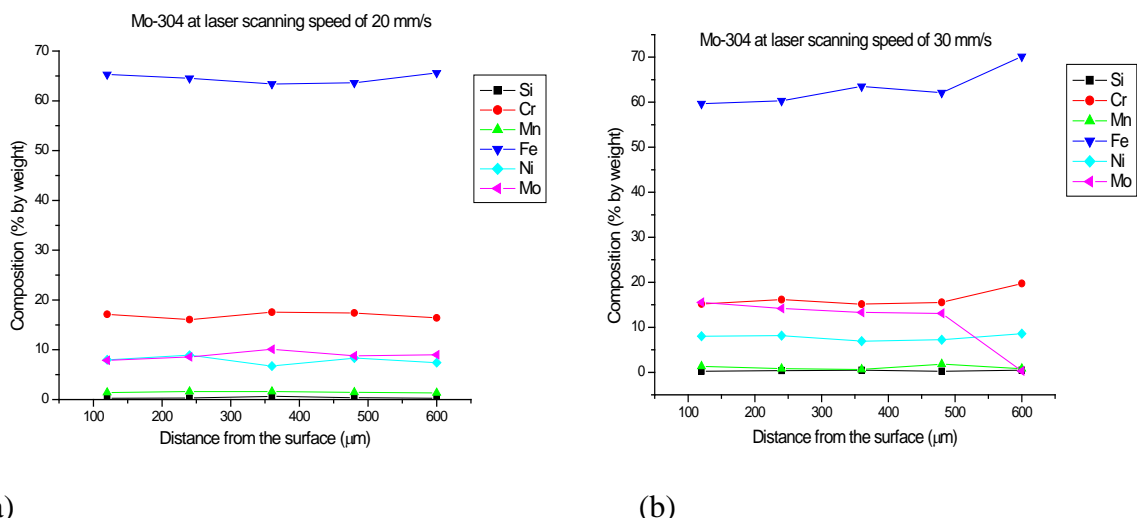 Mo-304 at laser scanning speed of 20 mm/s
70
60
50
40
30
20
10
0
Composition (% by weight)
100 200 300 400 500 600
Distance from the surface (μm)
Si
Cr
Mn
Fe
Ni
Mo
Mo-304 at laser scanning speed of 30 mm/s
70
60
50
40
30
20
10
0
Composition (% by weight)
100 200 300 400 500 600
Distance from the surface (μm)
Si
Cr
Mn
Fe
Ni
Mo
)
(b)